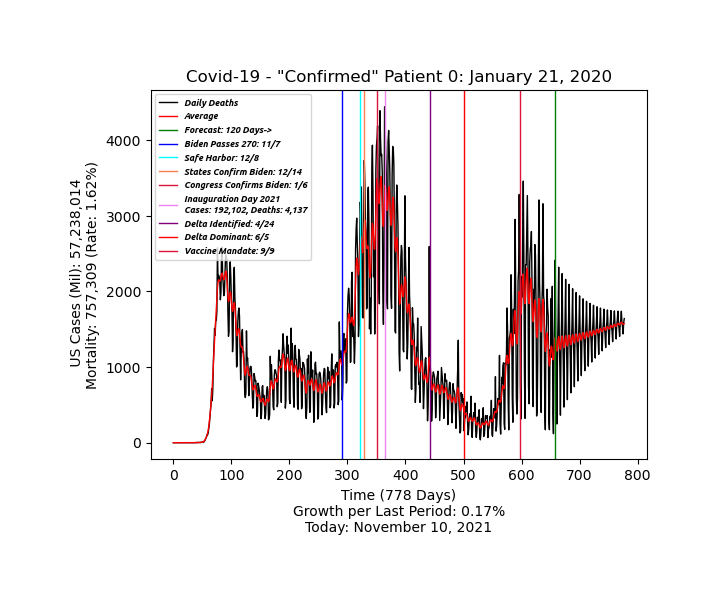 Covid-19 - "Confirmed" Patient 0: January 21, 2020
Daily Deaths
Average
Forecast: 120 Days->
Biden Passes 270: 11/7
Safe Harbor: 12/8
States Confirm Biden: 12/14
Congress Confirms Biden: 1/6
Inauguration Day 2021
Cases: 192,102, Deaths: 4,137
Delta Identified: 4/24
Delta Dominant: 6/5
Vaccine Mandate: 9/9
US Cases (Mil): 57,238,014
Mortality: 757,309 (Rate: 1.62%)
4000
3000
2000
1000
0
0 100 200 300 400 500 600 700 800
Time (778 Days)
Growth per Last Period: 0.17%
Today: November 10, 2021